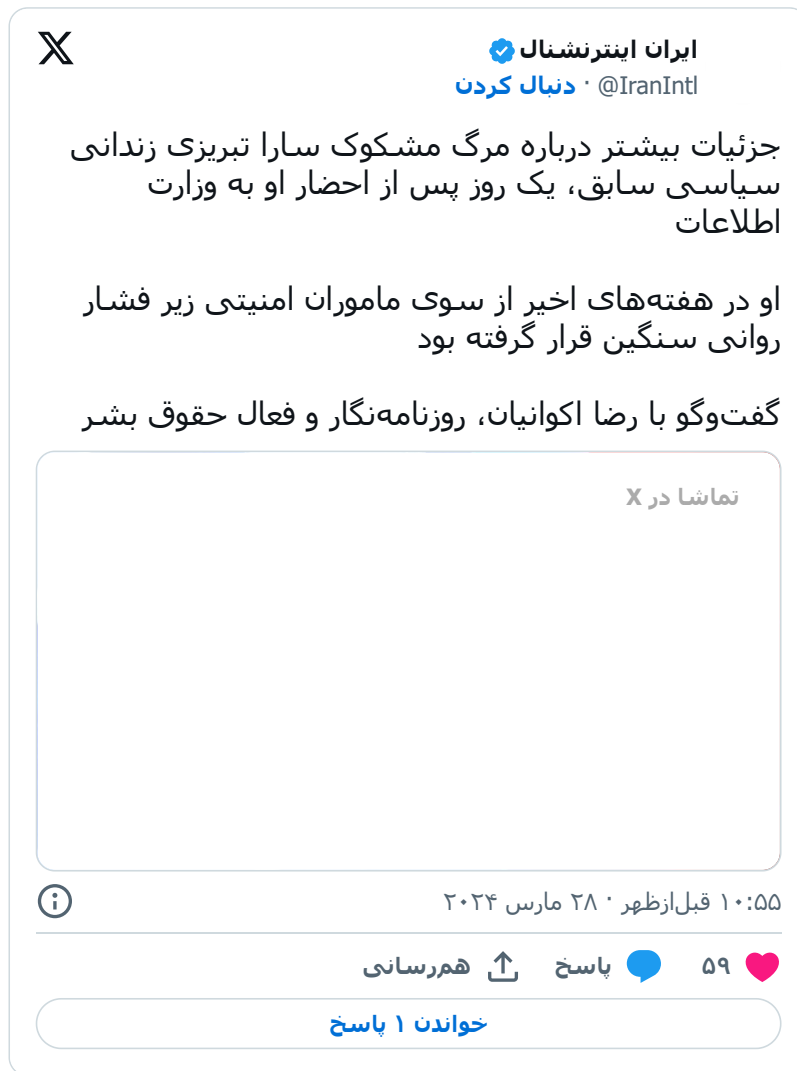 ایران اینترنشنال
@IranIntl · دنبال کردن
جزئیات بیشتر درباره مرگ مشکوک سارا تبریزی زندانی
سیاسی سابق، یک روز پس از احضار او به وزارت
اطلاعات
او در هفته‌های اخیر از سوی ماموران امنیتی زیر فشار
روانی سنگین قرار گرفته بود
گفت‌وگو با رضا اکوانیان، روزنامه‌نگار و فعال حقوق بشر
تماشا در X
۱۰:۵۵ قبل‌ازظهر · ۲۸ مارس ۲۰۲۴
۵۹ پاسخ هم‌رسانی
خواندن ۱ پاسخ